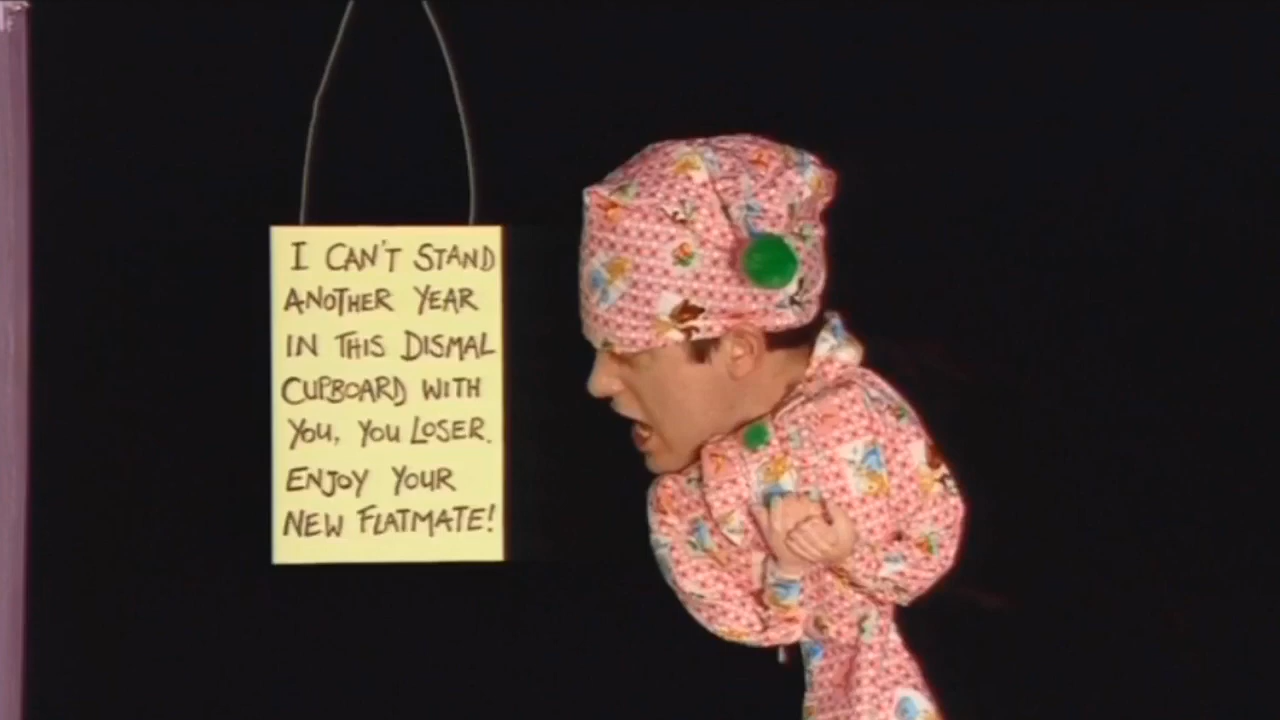 I CAN'T STAND
ANOTHER YEAR
IN THIS DISMAL
CUPBOARD WITH
YOU, YOU LOSER.
ENJOY YOUR
NEW FLATMATE!